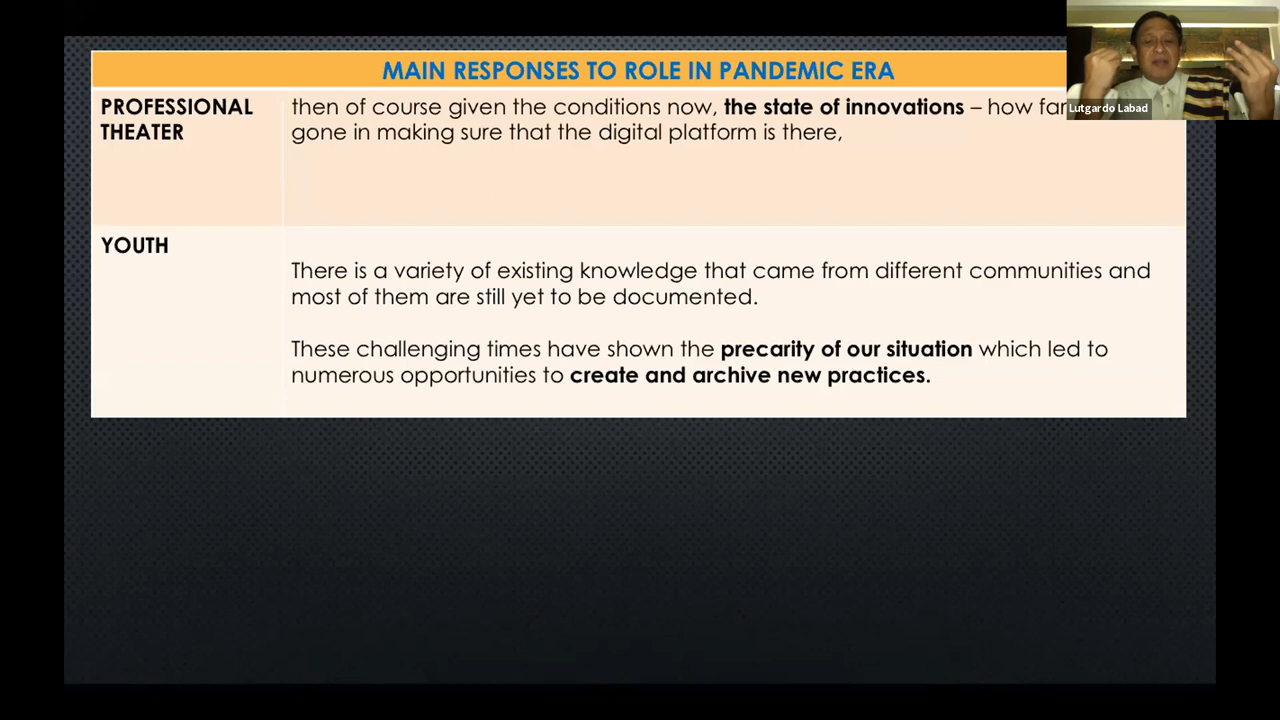 MAIN RESPONSES TO ROLE IN PANDEMIC ERA
PROFESSIONAL THEATER
then of course given the conditions now, the state of innovations – how far
gone in making sure that the digital platform is there,
YOUTH
There is a variety of existing knowledge that came from different communities and
most of them are still yet to be documented.
These challenging times have shown the precarity of our situation which led to
numerous opportunities to create and archive new practices.
Lutgardo Labad